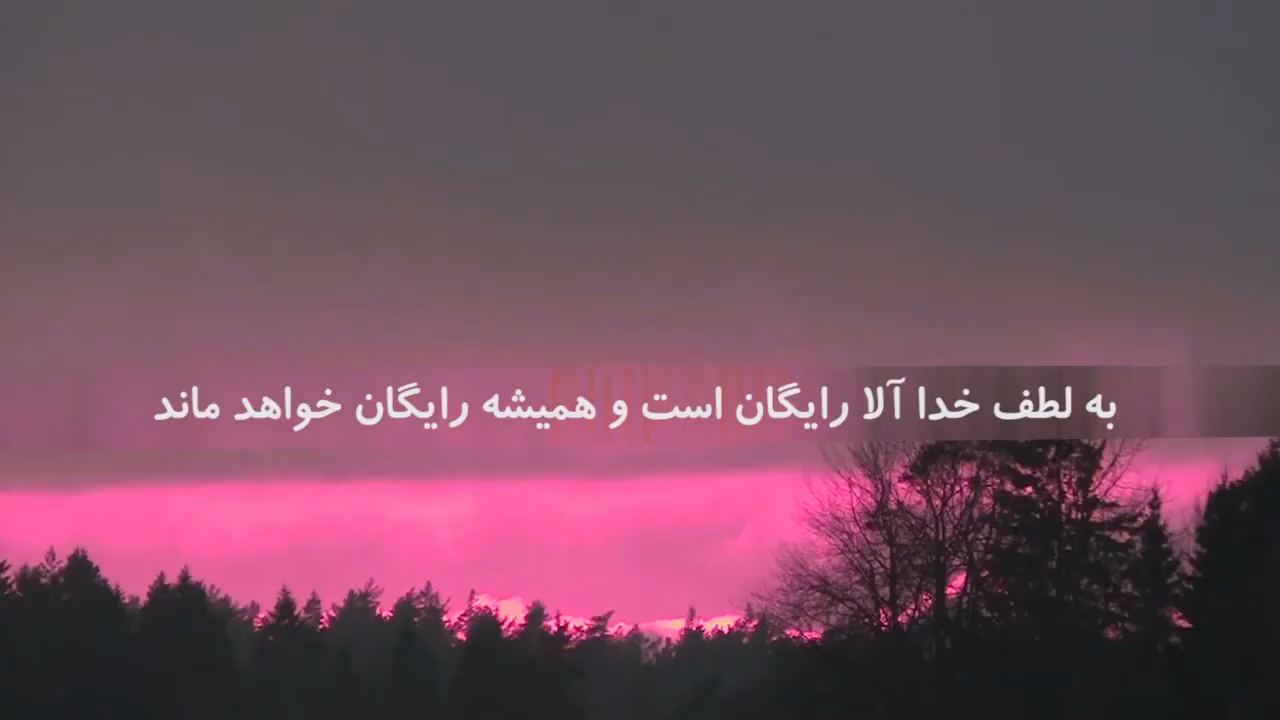 به لطف خدا آلا رایگان است و همیشه رایگان خواهد ماند